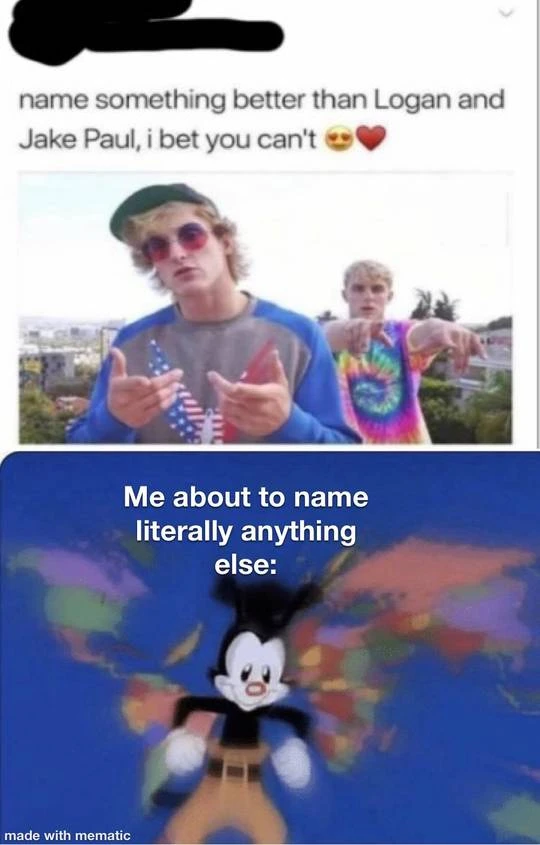 name something better than Logan and
Jake Paul, i bet you can't 😍❤️
Me about to name
literally anything
else:
made with mematic